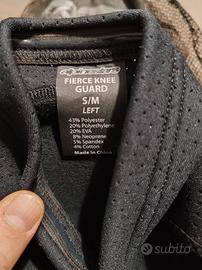 alpinestars
FIERCE KNEE
GUARD
S/M
LEFT
43% Polyester
20% Polyethylene
20% EVA
8% Neoprene
5% Spandex
4% Cotton
Made in China
subito